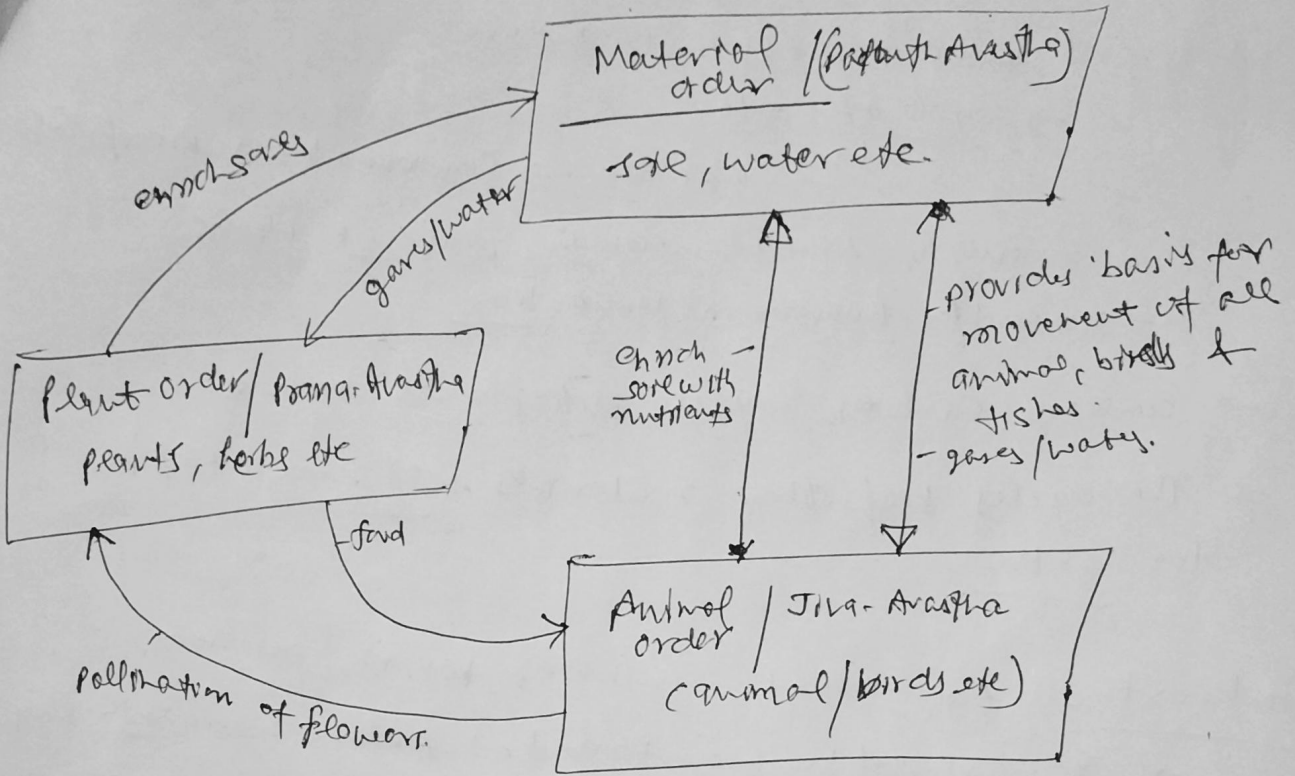 Material / (Padarth Avastha)
order
soil, water etc.
enrich soils
gases/water
Plant order / Prana-Avastha
plants, herbs etc
enrich
soil with
nutrients
- provides basis for
movement of all
animal, birds &
fishes.
- gases/water.
food
Animal / Jiva-Avastha
order
(animal/birds etc)
pollination of flowers.